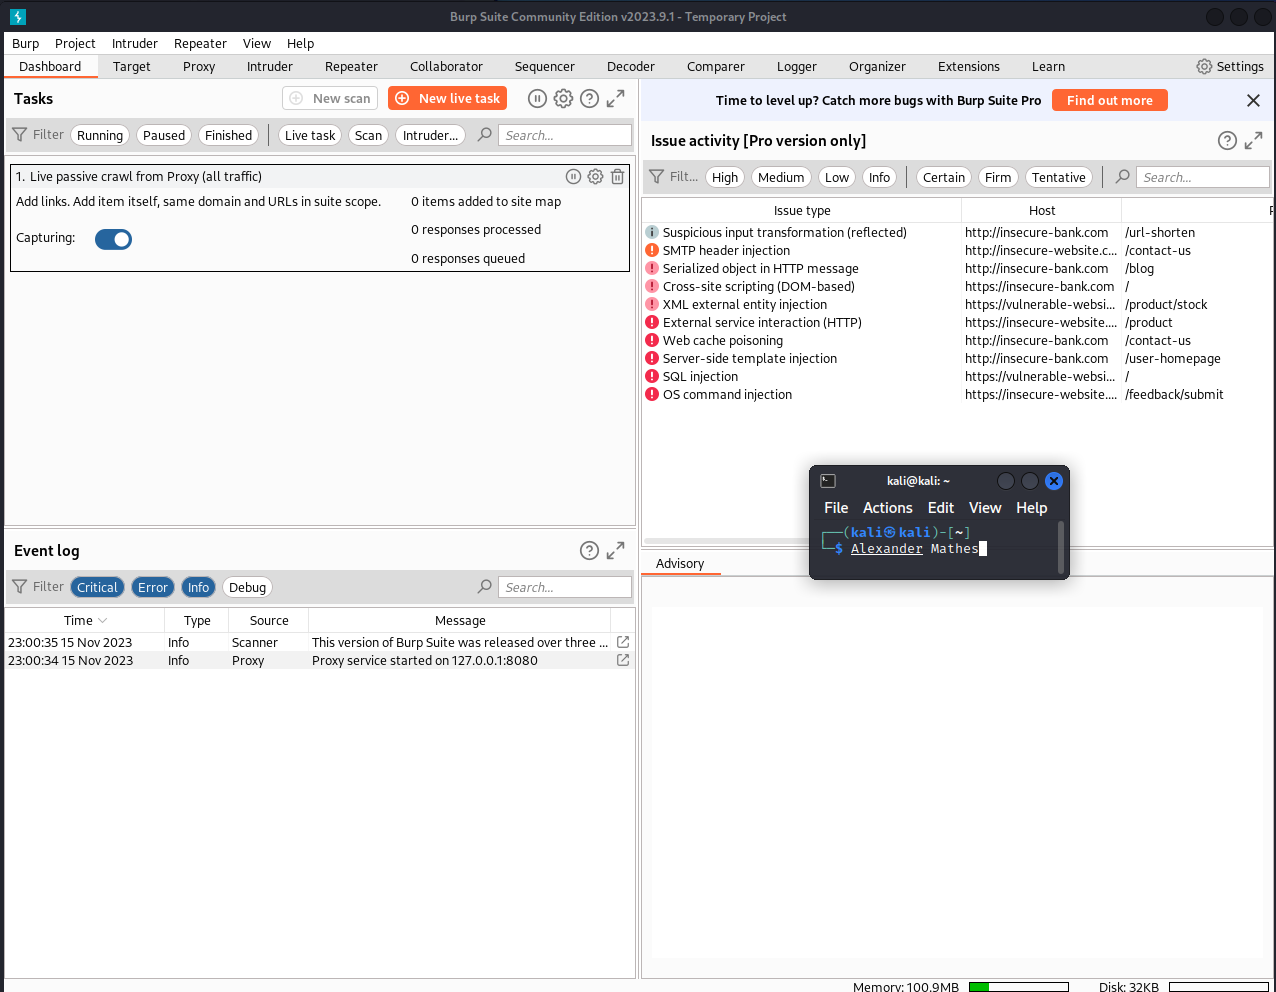 Burp Suite Community Edition v2023.9.1 - Temporary Project
Burp Project Intruder Repeater View Help
Dashboard Target Proxy Intruder Repeater Collaborator Sequencer Decoder Comparer Logger Organizer Extensions Learn Settings
Tasks New scan New live task
Filter Running Paused Finished Live task Scan Intruder... Search...
1. Live passive crawl from Proxy (all traffic)
Add links. Add item itself, same domain and URLs in suite scope. 0 items added to site map
0 responses processed
Capturing:
0 responses queued
Event log
Filter Critical Error Info Debug Search...
Time Type Source Message
23:00:35 15 Nov 2023 Info Scanner This version of Burp Suite was released over three ...
23:00:34 15 Nov 2023 Info Proxy Proxy service started on 127.0.0.1:8080
Time to level up? Catch more bugs with Burp Suite Pro Find out more
Issue activity [Pro version only]
Filt... High Medium Low Info Certain Firm Tentative Search...
Issue type Host
Suspicious input transformation (reflected) http://insecure-bank.com /url-shorten
SMTP header injection http://insecure-website.c... /contact-us
Serialized object in HTTP message http://insecure-bank.com /blog
Cross-site scripting (DOM-based) https://insecure-bank.com /
XML external entity injection https://vulnerable-websi... /product/stock
External service interaction (HTTP) https://insecure-website.... /product
Web cache poisoning http://insecure-bank.com /contact-us
Server-side template injection http://insecure-bank.com /user-homepage
SQL injection https://vulnerable-websi... /
OS command injection https://insecure-website.... /feedback/submit
kali@kali: ~
File Actions Edit View Help
┌──(kali㉿kali)-[~]
└─$ Alexander Mathes
Advisory
Memory: 100.9MB Disk: 32KB